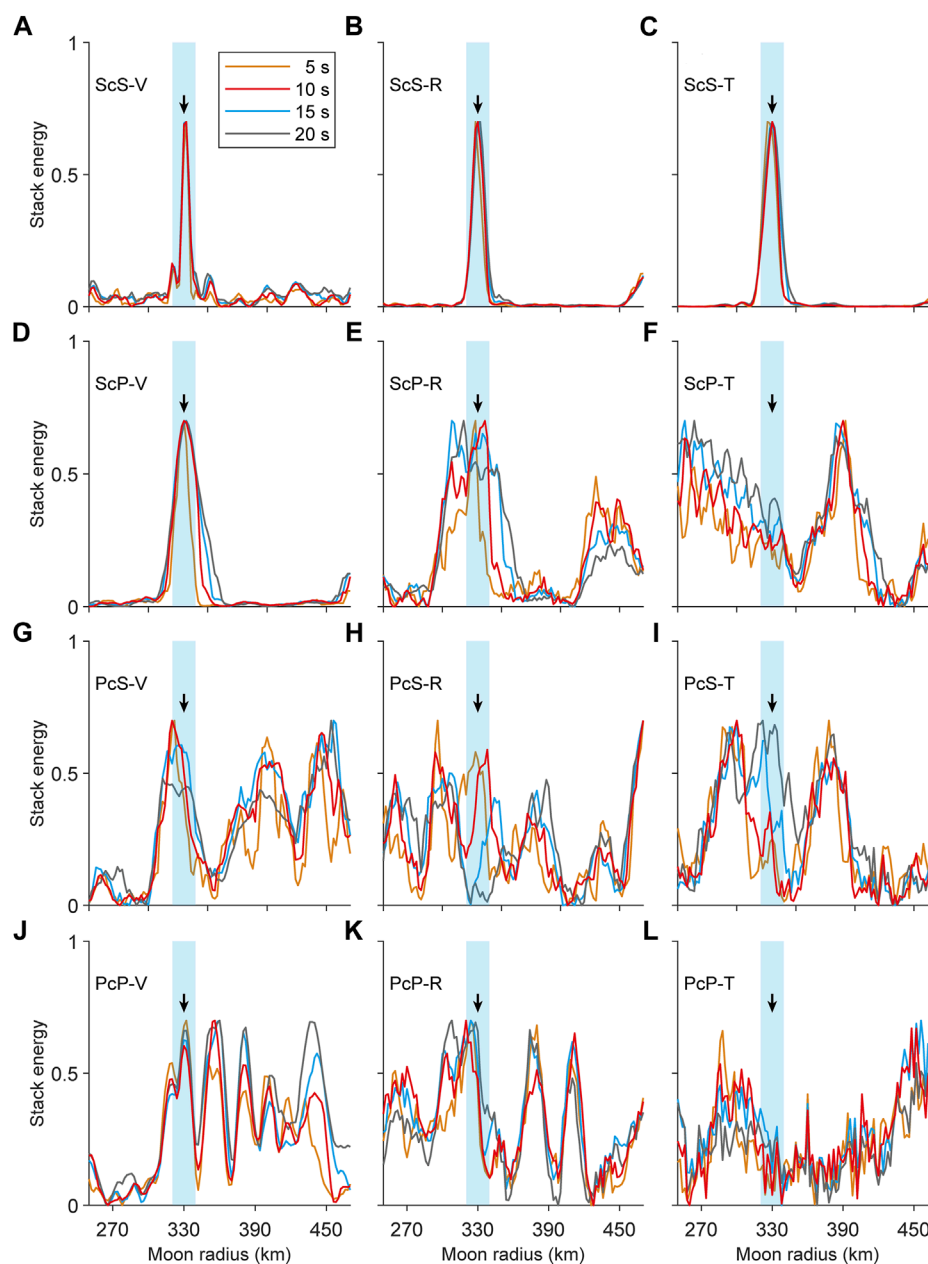 A B C
1 ScS-V 5 s 10 s 15 s 20 s ScS-R ScS-T
0.5
0
Stack energy
D E F
1 ScP-V ScP-R ScP-T
0.5
0
Stack energy
G H I
1 PcS-V PcS-R PcS-T
0.5
0
Stack energy
J K L
1 PcP-V PcP-R PcP-T
0.5
0
Stack energy
270 330 390 450 270 330 390 450 270 330 390 450
Moon radius (km) Moon radius (km) Moon radius (km)